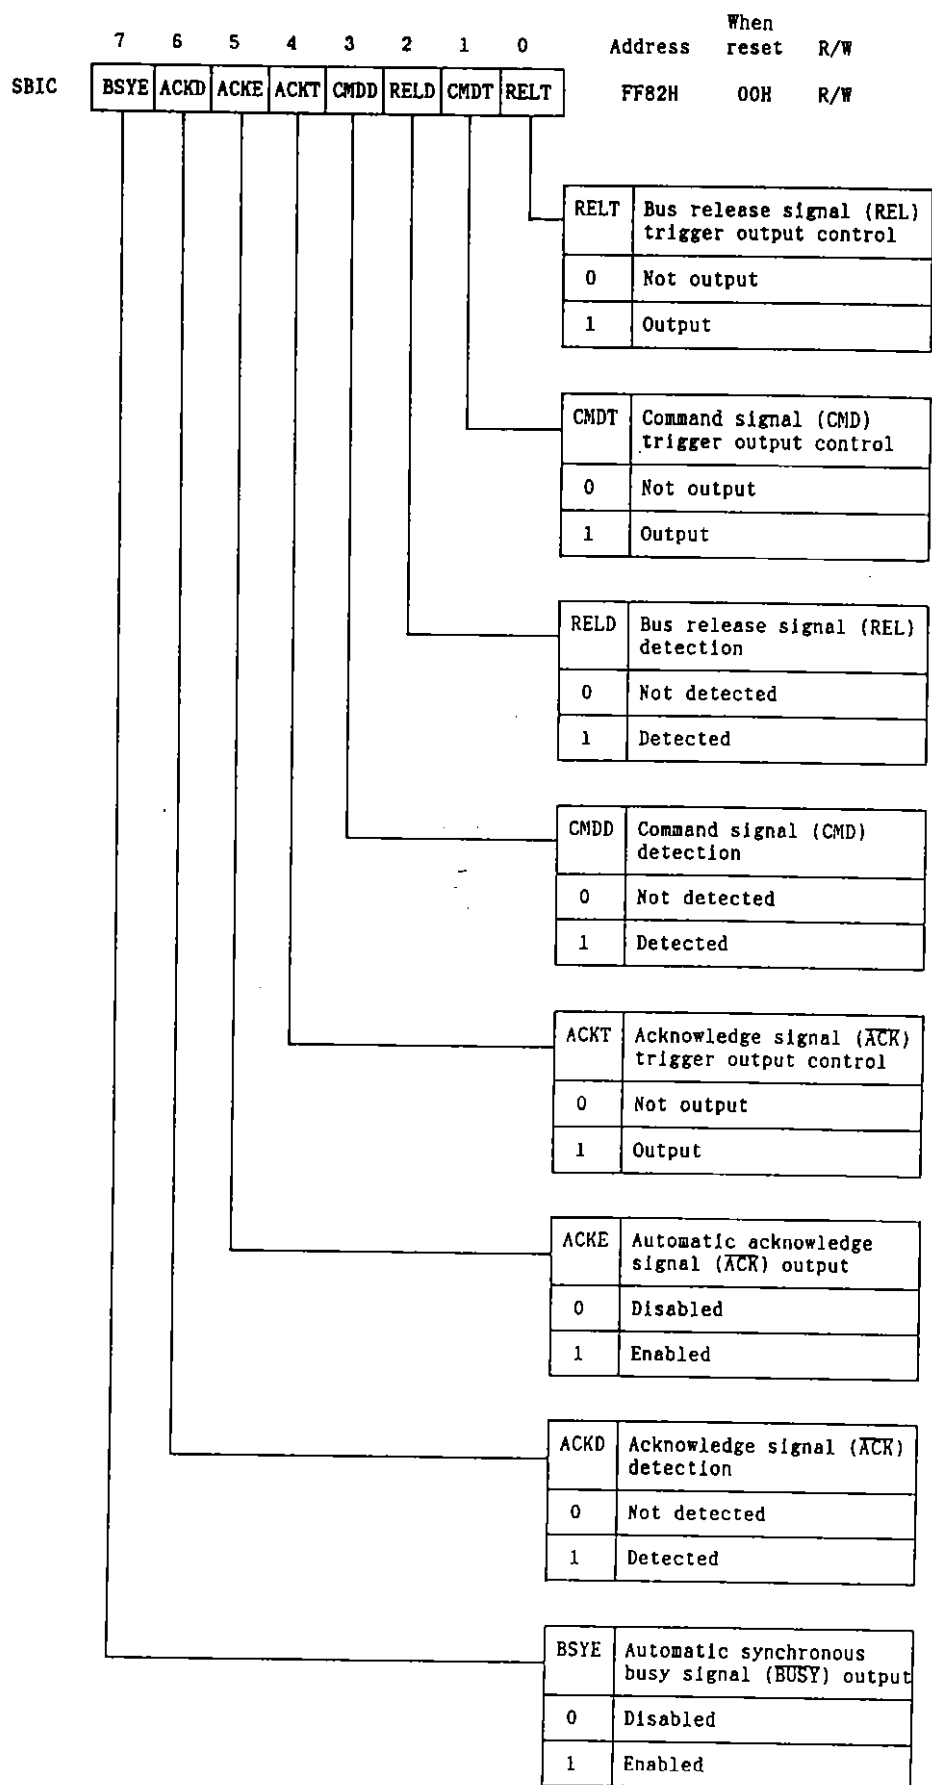 When
7 6 5 4 3 2 1 0 Address reset R/W
SBIC BSYE ACKD ACKE ACKT CMDD RELD CMDT RELT FF82H 00H R/W
RELT Bus release signal (REL)
trigger output control
0 Not output
1 Output
CMDT Command signal (CMD)
trigger output control
0 Not output
1 Output
RELD Bus release signal (REL)
detection
0 Not detected
1 Detected
CMDD Command signal (CMD)
detection
0 Not detected
1 Detected
ACKT Acknowledge signal (A̅C̅K̅)
trigger output control
0 Not output
1 Output
ACKE Automatic acknowledge
signal (A̅C̅K̅) output
0 Disabled
1 Enabled
ACKD Acknowledge signal (A̅C̅K̅)
detection
0 Not detected
1 Detected
BSYE Automatic synchronous
busy signal (B̅U̅S̅Y̅) output
0 Disabled
1 Enabled